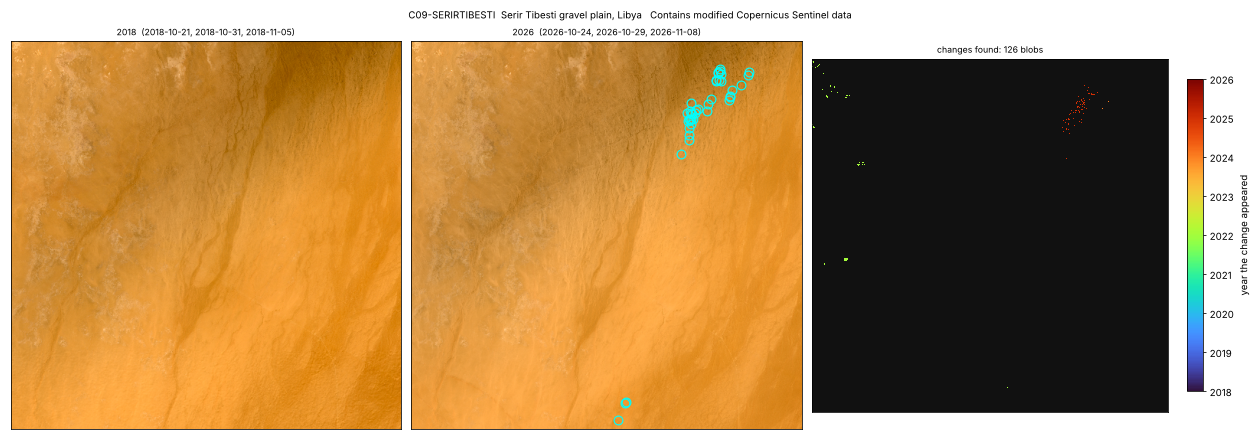 C09-SERIRTIBESTI  Serir Tibesti gravel plain, Libya   Contains modified Copernicus Sentinel data
2018  (2018-10-21, 2018-10-31, 2018-11-05)
2026  (2026-10-24, 2026-10-29, 2026-11-08)
changes found: 126 blobs
2026
2025
2024
2023
2022
2021
2020
2019
2018
year the change appeared